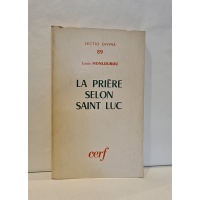 LECTIO DIVINA
89
Louis MONLOUBOU
LA PRIÈRE
SELON
SAINT LUC
cerf